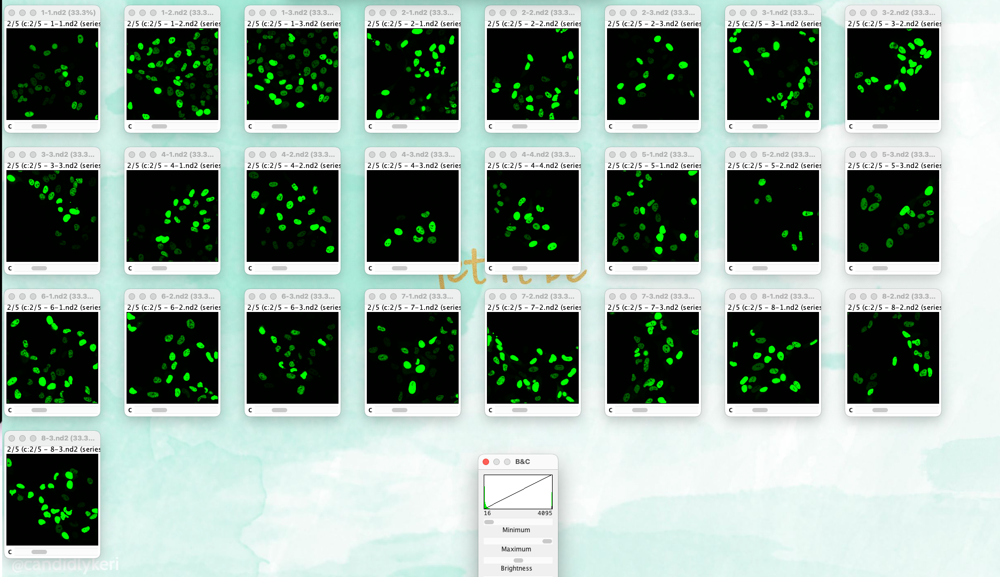 1-1.nd2 (33.3%)
1-2.nd2 (33.3...
1-3.nd2 (33.3...
2-1.nd2 (33.3...
2-2.nd2 (33.3...
2-3.nd2 (33.3...
3-1.nd2 (33.3...
3-2.nd2 (33.3...
2/5 (c:2/5 - 1-1.nd2 (series
2/5 (c:2/5 - 1-2.nd2 (series
2/5 (c:2/5 - 1-3.nd2 (series
2/5 (c:2/5 - 2-1.nd2 (series
2/5 (c:2/5 - 2-2.nd2 (series
2/5 (c:2/5 - 2-3.nd2 (series
2/5 (c:2/5 - 3-1.nd2 (series
2/5 (c:2/5 - 3-2.nd2 (series
C
C
C
C
C
C
C
C
3-3.nd2 (33.3...
4-1.nd2 (33.3...
4-2.nd2 (33.3...
4-3.nd2 (33.3...
4-4.nd2 (33.3...
5-1.nd2 (33.3...
5-2.nd2 (33.3...
5-3.nd2 (33.3...
2/5 (c:2/5 - 3-3.nd2 (series
2/5 (c:2/5 - 4-1.nd2 (series
2/5 (c:2/5 - 4-2.nd2 (series
2/5 (c:2/5 - 4-3.nd2 (series
2/5 (c:2/5 - 4-4.nd2 (series
2/5 (c:2/5 - 5-1.nd2 (series
2/5 (c:2/5 - 5-2.nd2 (series
2/5 (c:2/5 - 5-3.nd2 (series
C
C
C
C
C
C
C
C
6-1.nd2 (33.3...
6-2.nd2 (33.3...
6-3.nd2 (33.3...
7-1.nd2 (33.3...
7-2.nd2 (33.3...
7-3.nd2 (33.3...
8-1.nd2 (33.3...
8-2.nd2 (33.3...
2/5 (c:2/5 - 6-1.nd2 (series
2/5 (c:2/5 - 6-2.nd2 (series
2/5 (c:2/5 - 6-3.nd2 (series
2/5 (c:2/5 - 7-1.nd2 (series
2/5 (c:2/5 - 7-2.nd2 (series
2/5 (c:2/5 - 7-3.nd2 (series
2/5 (c:2/5 - 8-1.nd2 (series
2/5 (c:2/5 - 8-2.nd2 (series
C
C
C
C
C
C
C
C
8-3.nd2 (33.3...
2/5 (c:2/5 - 8-3.nd2 (series
C
B&C
16 4095
Minimum
Maximum
Brightness
@candidlykeri